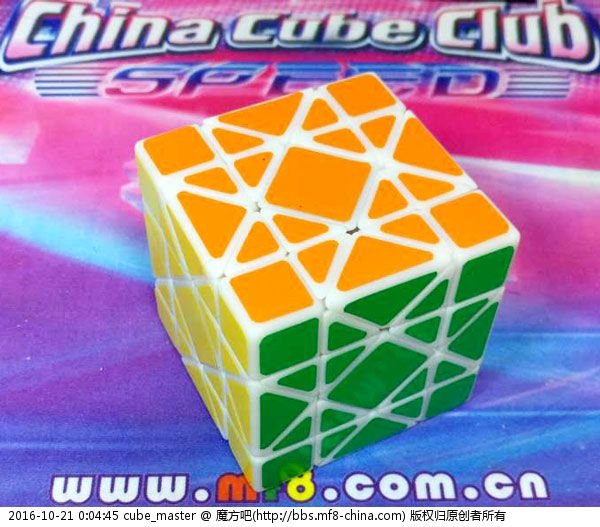 China Cube Club
SPEED
www.mf8.com.cn
2016-10-21 0:04:45 cube_master @ 魔方吧(http://bbs.mf8-china.com) 版权归原创者所有